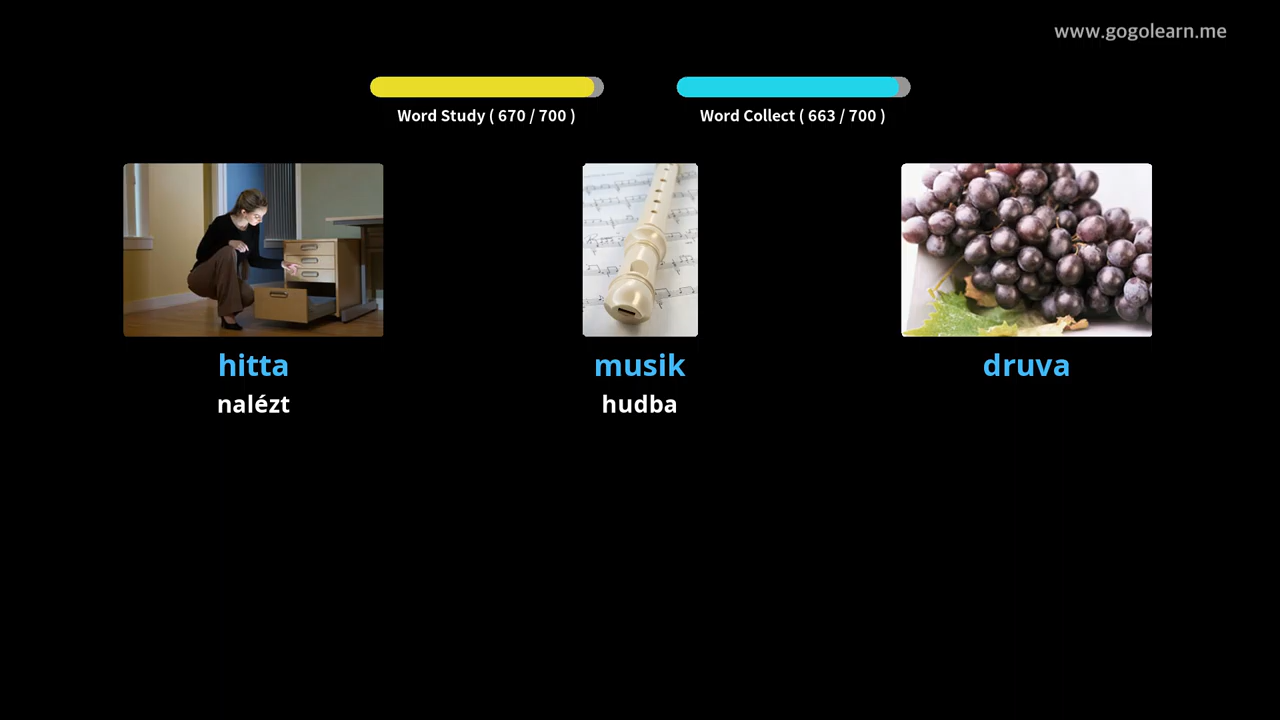 www.gogolearn.me
Word Study ( 670 / 700 )
Word Collect ( 663 / 700 )
hitta
musik
druva
nalézt
hudba